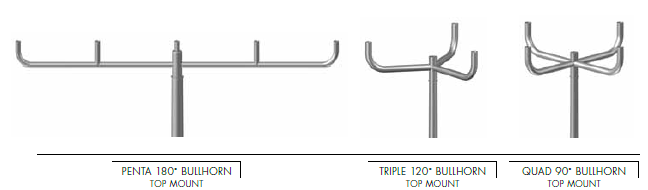 PENTA 180° BULLHORN
TOP MOUNT
TRIPLE 120° BULLHORN
TOP MOUNT
QUAD 90° BULLHORN
TOP MOUNT